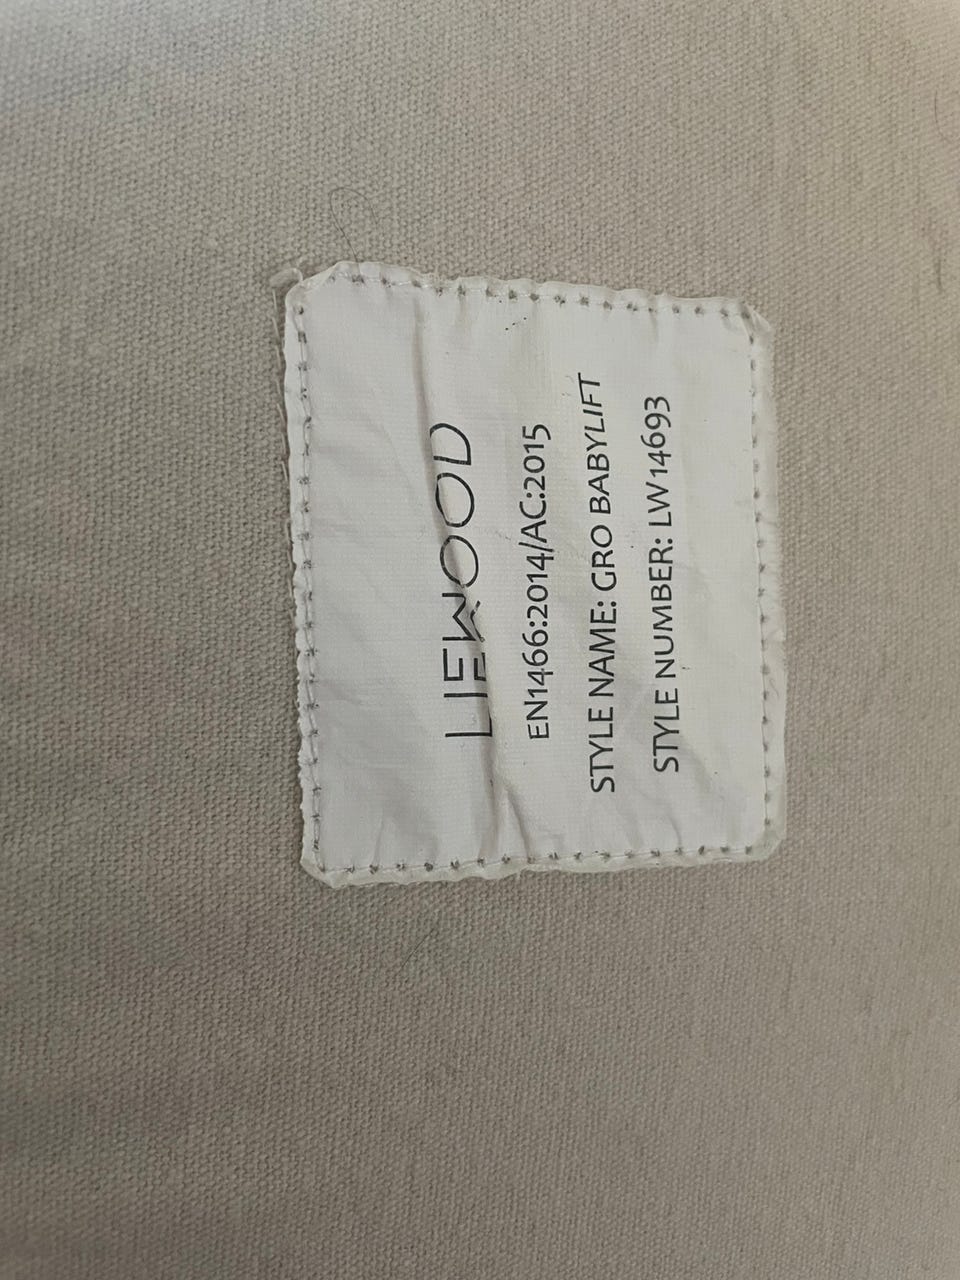 LIEWOOD
EN1466:2014/AC:2015
STYLE NAME: GRO BABYLIFT
STYLE NUMBER: LW14693